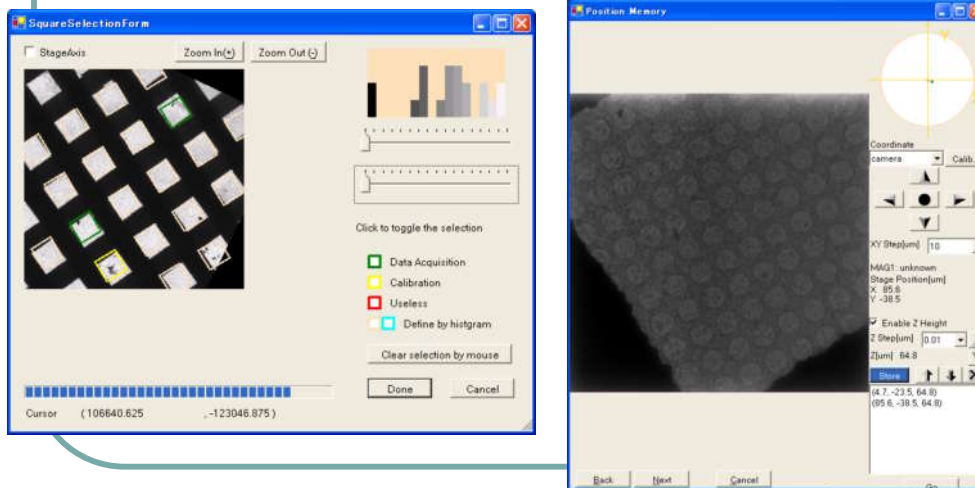 SquareSelectionForm
StageAxis
Zoom In(+)
Zoom Out (-)
Click to toggle the selection
Data Acquisition
Calibration
Useless
Define by histgram
Clear selection by mouse
Done
Cancel
Cursor (106640.625 , -123046.875 )
Position Memory
Y
Coordinate
camera
Calib.
XY Step[um] 10
MAG1: unknown
Stage Position[um]
X 85.6
Y -38.5
Enable Z Height
Z Step[um] 0.01
Z[um] 64.8
Store
(4.7, -23.5, 64.8)
(85.6, -38.5, 64.8)
Back
Next
Cancel
Go